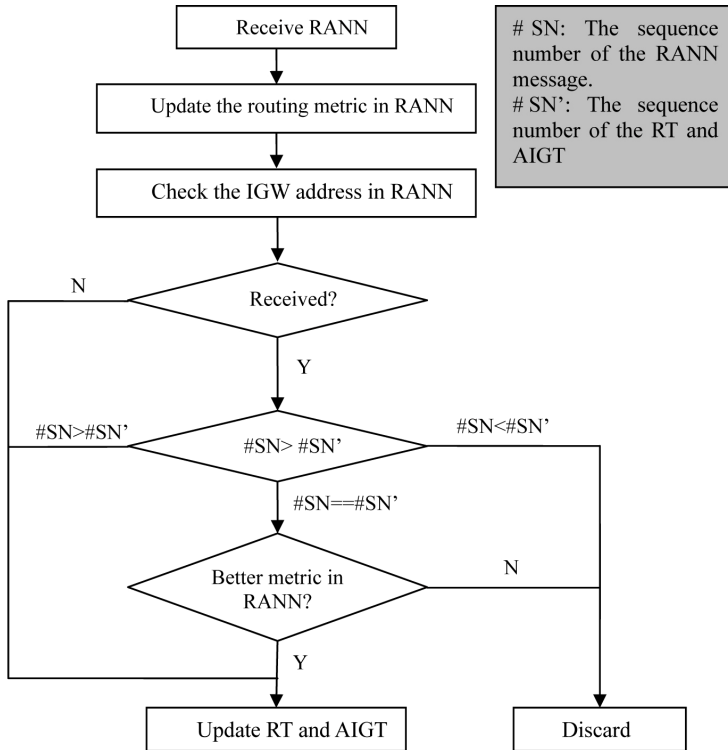 Receive RANN
Update the routing metric in RANN
Check the IGW address in RANN
# SN: The sequence
number of the RANN
message.
# SN’: The sequence
number of the RT and
AIGT
N
Received?
Y
#SN>#SN’
#SN> #SN’
#SN<#SN’
#SN==#SN’
Better metric in
RANN?
N
Y
Update RT and AIGT
Discard